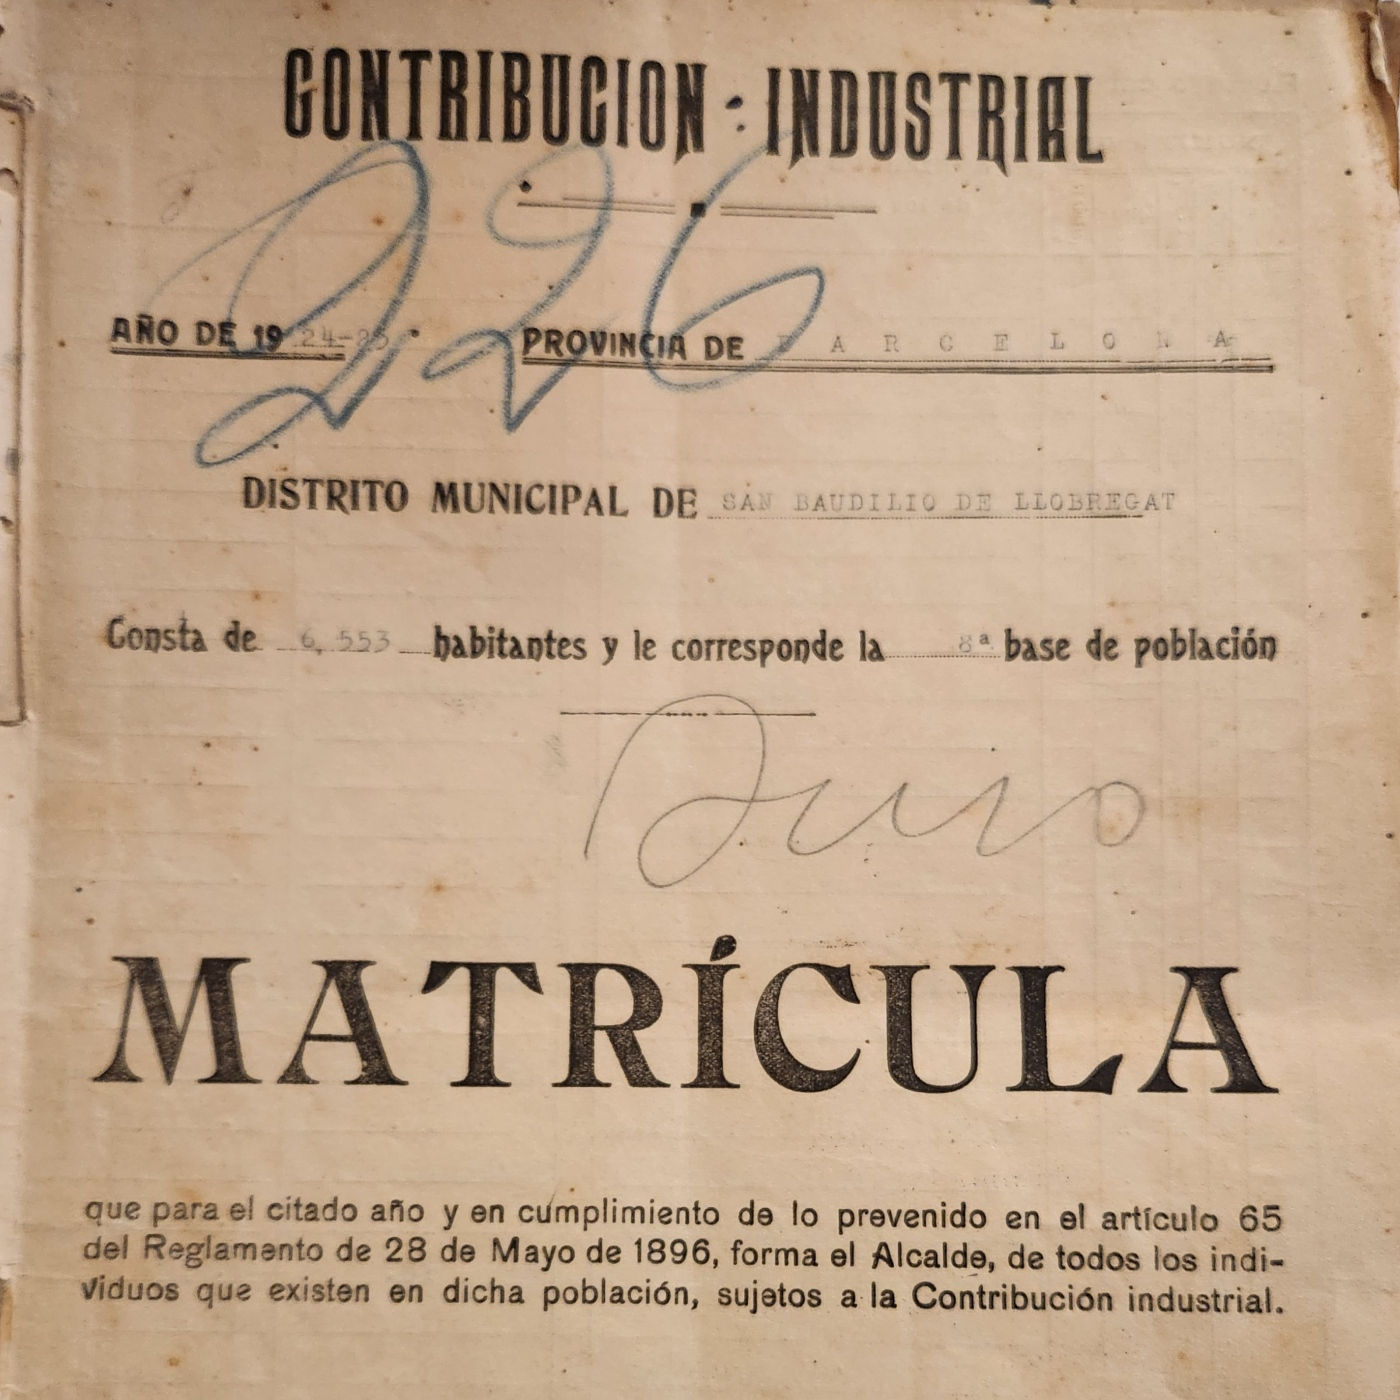 CONTRIBUCION : INDUSTRIAL
226
AÑO DE 1924-25 PROVINCIA DE BARCELONA
DISTRITO MUNICIPAL DE SAN BAUDILIO DE LLOBREGAT
Consta de 6,553 habitantes y le corresponde la 8ª base de población
MATRÍCULA
que para el citado año y en cumplimiento de lo prevenido en el artículo 65
del Reglamento de 28 de Mayo de 1896, forma el Alcalde, de todos los indi-
viduos que existen en dicha población, sujetos a la Contribución industrial.